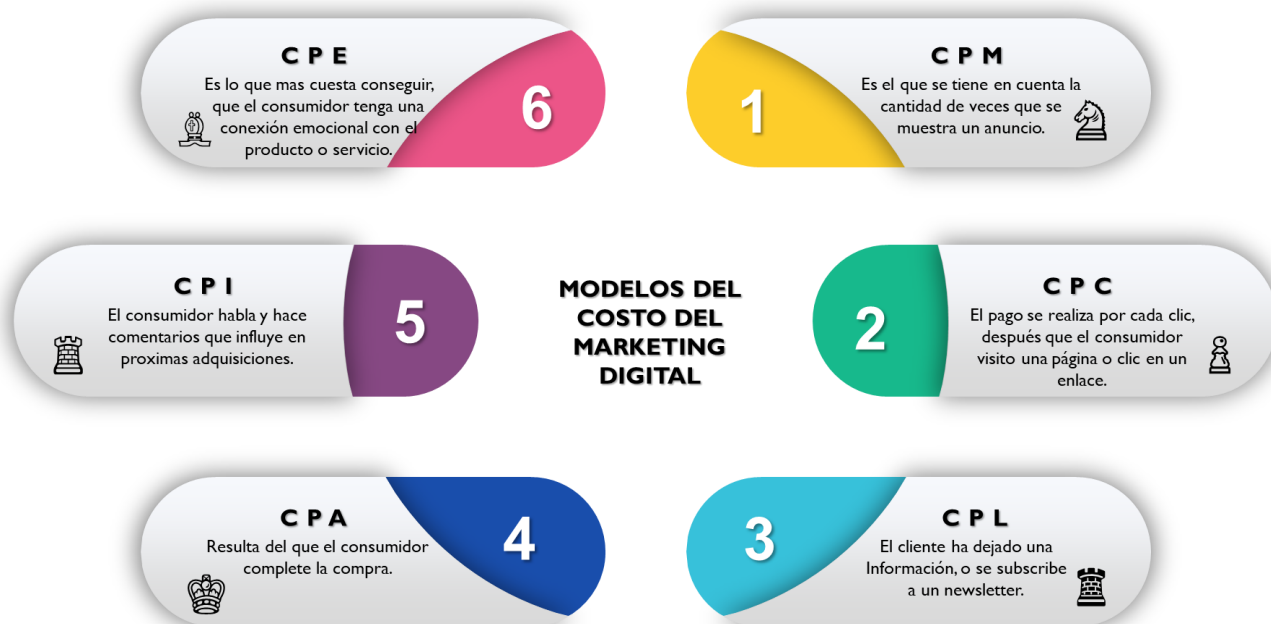 MODELOS DEL
COSTO DEL
MARKETING
DIGITAL
1
C P M
Es el que se tiene en cuenta la
cantidad de veces que se
muestra un anuncio.
2
C P C
El pago se realiza por cada clic,
después que el consumidor
visito una página o clic en un
enlace.
3
C P L
El cliente ha dejado una
Información, o se subscribe
a un newsletter.
4
C P A
Resulta del que el consumidor
complete la compra.
5
C P I
El consumidor habla y hace
comentarios que influye en
proximas adquisiciones.
6
C P E
Es lo que mas cuesta conseguir,
que el consumidor tenga una
conexión emocional con el
producto o servicio.